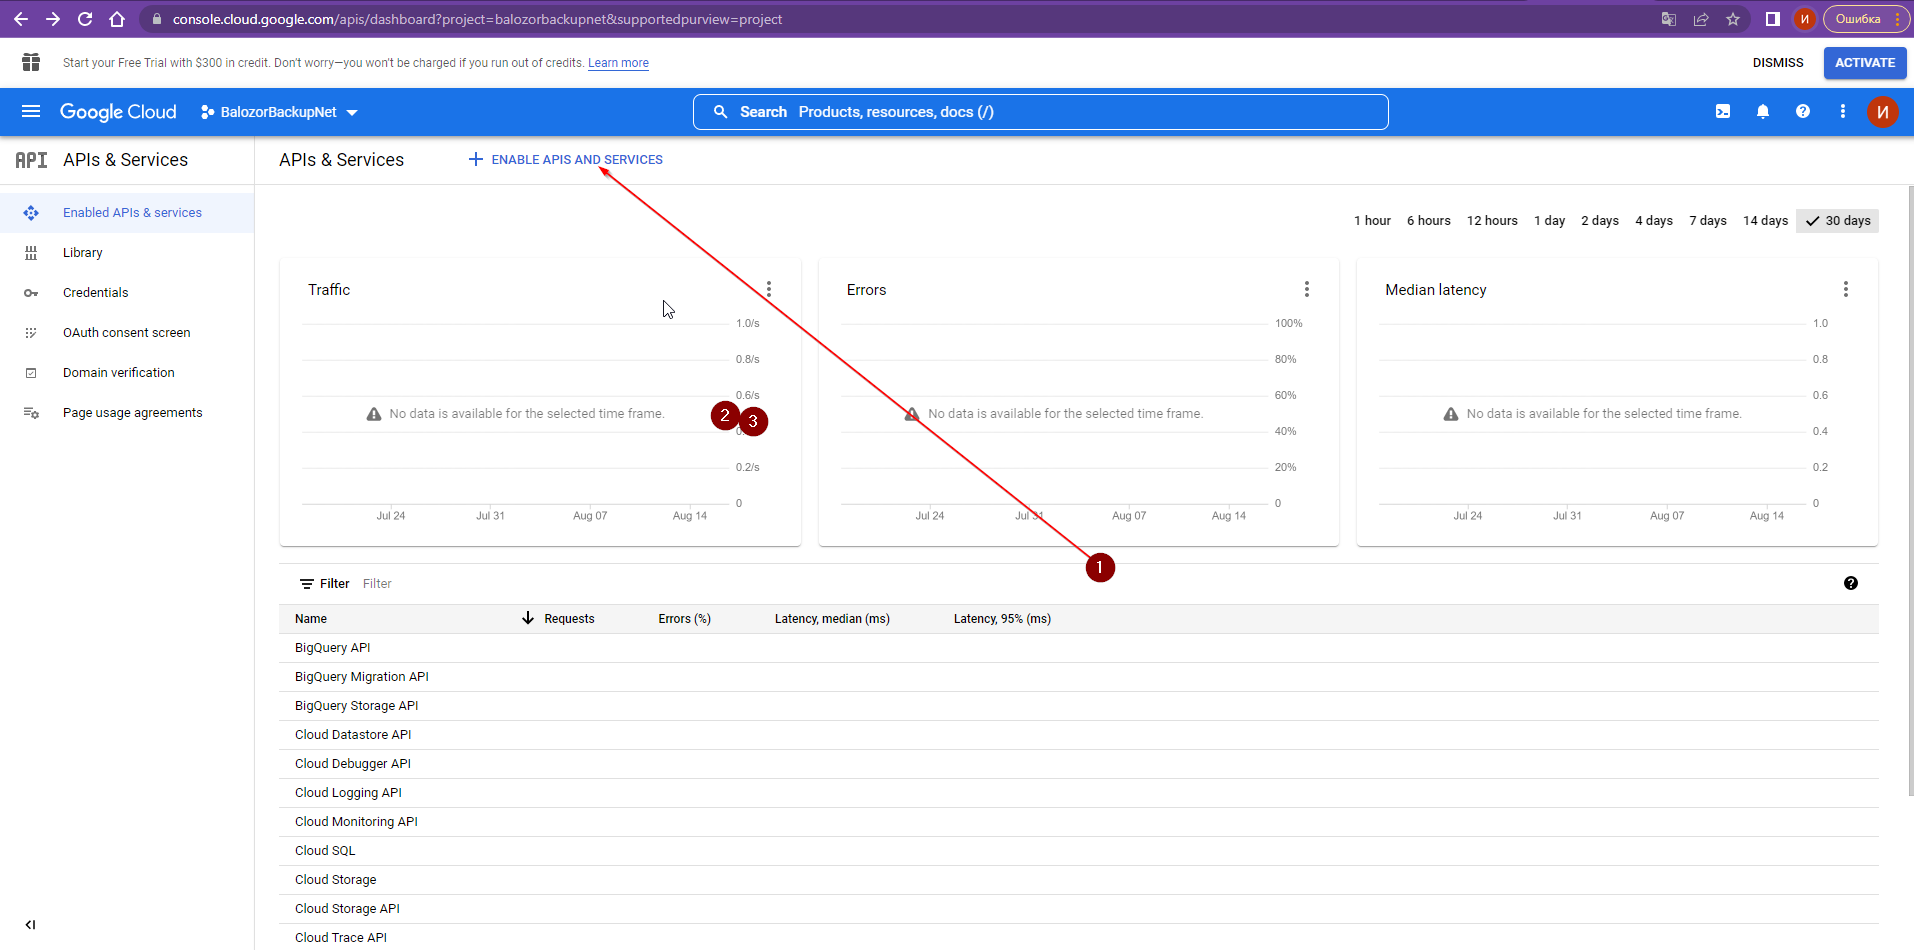 console.cloud.google.com/apis/dashboard?project=balozorbackupnet&supportedpurview=project
И
Ошибка
Start your Free Trial with $300 in credit. Don't worry—you won't be charged if you run out of credits. Learn more
DISMISS
ACTIVATE
Google Cloud
BalozorBackupNet
Search Products, resources, docs (/)
И
API APIs & Services
APIs & Services
ENABLE APIS AND SERVICES
Enabled APIs & services
Library
Credentials
OAuth consent screen
Domain verification
Page usage agreements
1 hour 6 hours 12 hours 1 day 2 days 4 days 7 days 14 days 30 days
Traffic
1.0/s
0.8/s
0.6/s
No data is available for the selected time frame.
2
3
0.2/s
0
Jul 24 Jul 31 Aug 07 Aug 14
Errors
100%
80%
60%
No data is available for the selected time frame.
40%
20%
0
Jul 24 Jul 31 Aug 07 Aug 14
Median latency
1.0
0.8
0.6
No data is available for the selected time frame.
0.4
0.2
0
Jul 24 Jul 31 Aug 07 Aug 14
1
Filter Filter
Name Requests Errors (%) Latency, median (ms) Latency, 95% (ms)
BigQuery API
BigQuery Migration API
BigQuery Storage API
Cloud Datastore API
Cloud Debugger API
Cloud Logging API
Cloud Monitoring API
Cloud SQL
Cloud Storage
Cloud Storage API
Cloud Trace API